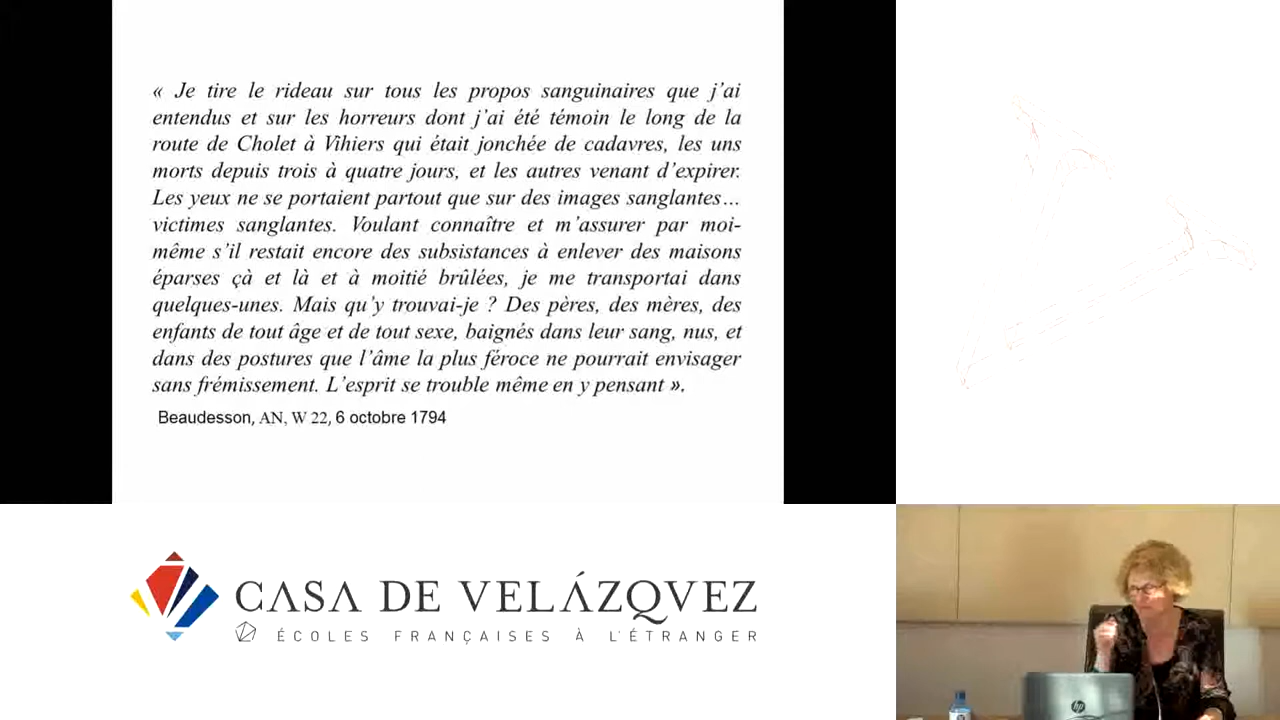 « Je tire le rideau sur tous les propos sanguinaires que j’ai
entendus et sur les horreurs dont j’ai été témoin le long de la
route de Cholet à Vihiers qui était jonchée de cadavres, les uns
morts depuis trois à quatre jours, et les autres venant d’expirer.
Les yeux ne se portaient partout que sur des images sanglantes…
victimes sanglantes. Voulant connaître et m’assurer par moi-
même s’il restait encore des subsistances à enlever des maisons
éparses çà et là et à moitié brûlées, je me transportai dans
quelques-unes. Mais qu’y trouvai-je ? Des pères, des mères, des
enfants de tout âge et de tout sexe, baignés dans leur sang, nus, et
dans des postures que l’âme la plus féroce ne pourrait envisager
sans frémissement. L’esprit se trouble même en y pensant ».
Beaudesson, AN, W 22, 6 octobre 1794
CASA DE VELÁZQVEZ
ÉCOLES FRANÇAISES À L'ÉTRANGER
hp